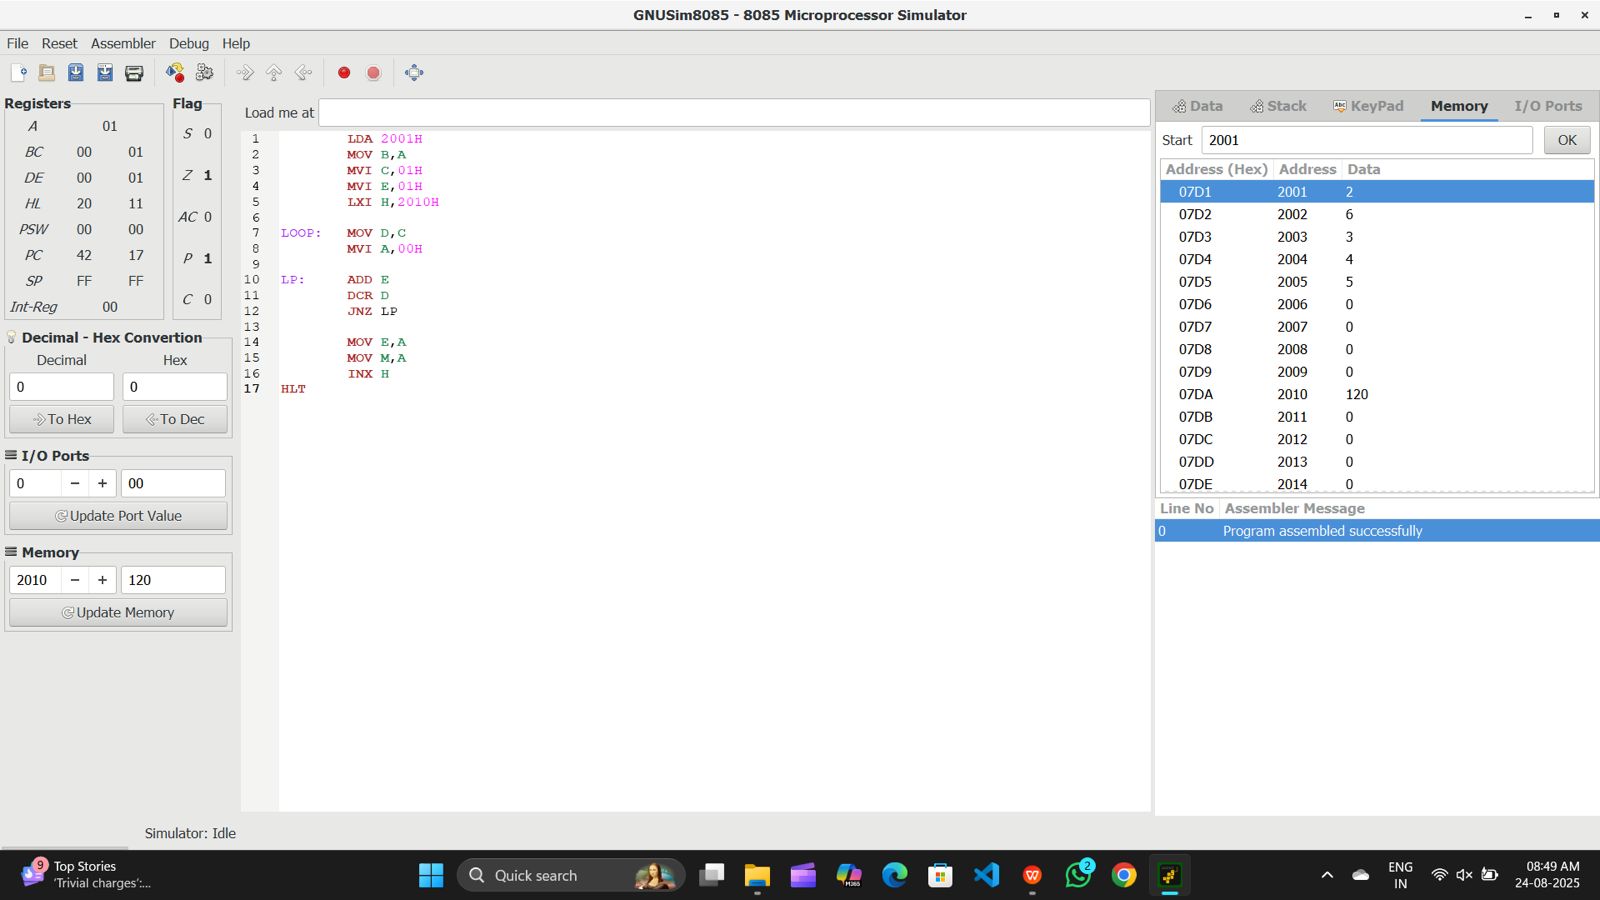 GNUSim8085 - 8085 Microprocessor Simulator
File Reset Assembler Debug Help
Registers
A 01
BC 00 01
DE 00 01
HL 20 11
PSW 00 00
PC 42 17
SP FF FF
Int-Reg 00
Flag
S 0
Z 1
AC 0
P 1
C 0
Decimal - Hex Convertion
Decimal Hex
0 0
To Hex To Dec
I/O Ports
0 − + 00
Update Port Value
Memory
2010 − + 120
Update Memory
Load me at
1 LDA 2001H
2 MOV B,A
3 MVI C,01H
4 MVI E,01H
5 LXI H,2010H
6
7 LOOP: MOV D,C
8 MVI A,00H
9
10 LP: ADD E
11 DCR D
12 JNZ LP
13
14 MOV E,A
15 MOV M,A
16 INX H
17 HLT
Data Stack Abc KeyPad Memory I/O Ports
Start 2001 OK
Address (Hex) Address Data
07D1 2001 2
07D2 2002 6
07D3 2003 3
07D4 2004 4
07D5 2005 5
07D6 2006 0
07D7 2007 0
07D8 2008 0
07D9 2009 0
07DA 2010 120
07DB 2011 0
07DC 2012 0
07DD 2013 0
07DE 2014 0
Line No Assembler Message
0 Program assembled successfully
Simulator: Idle
9 Top Stories
'Trivial charges':...
Quick search
M365
2
ENG
IN
08:49 AM
24-08-2025